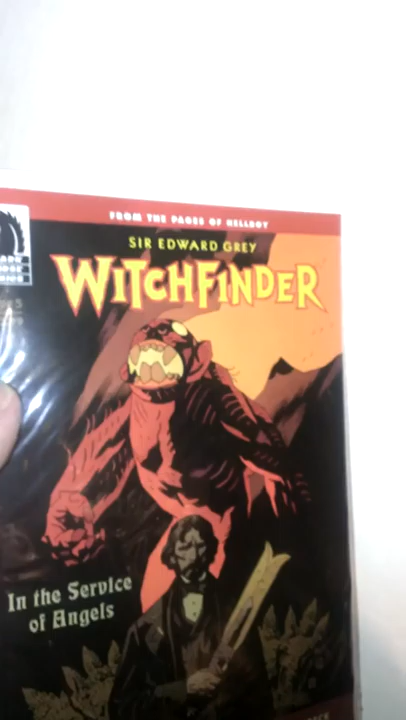 FROM THE PAGES OF HELLBOY
SIR EDWARD GREY
WITCHFINDER
In the Service
of Angels